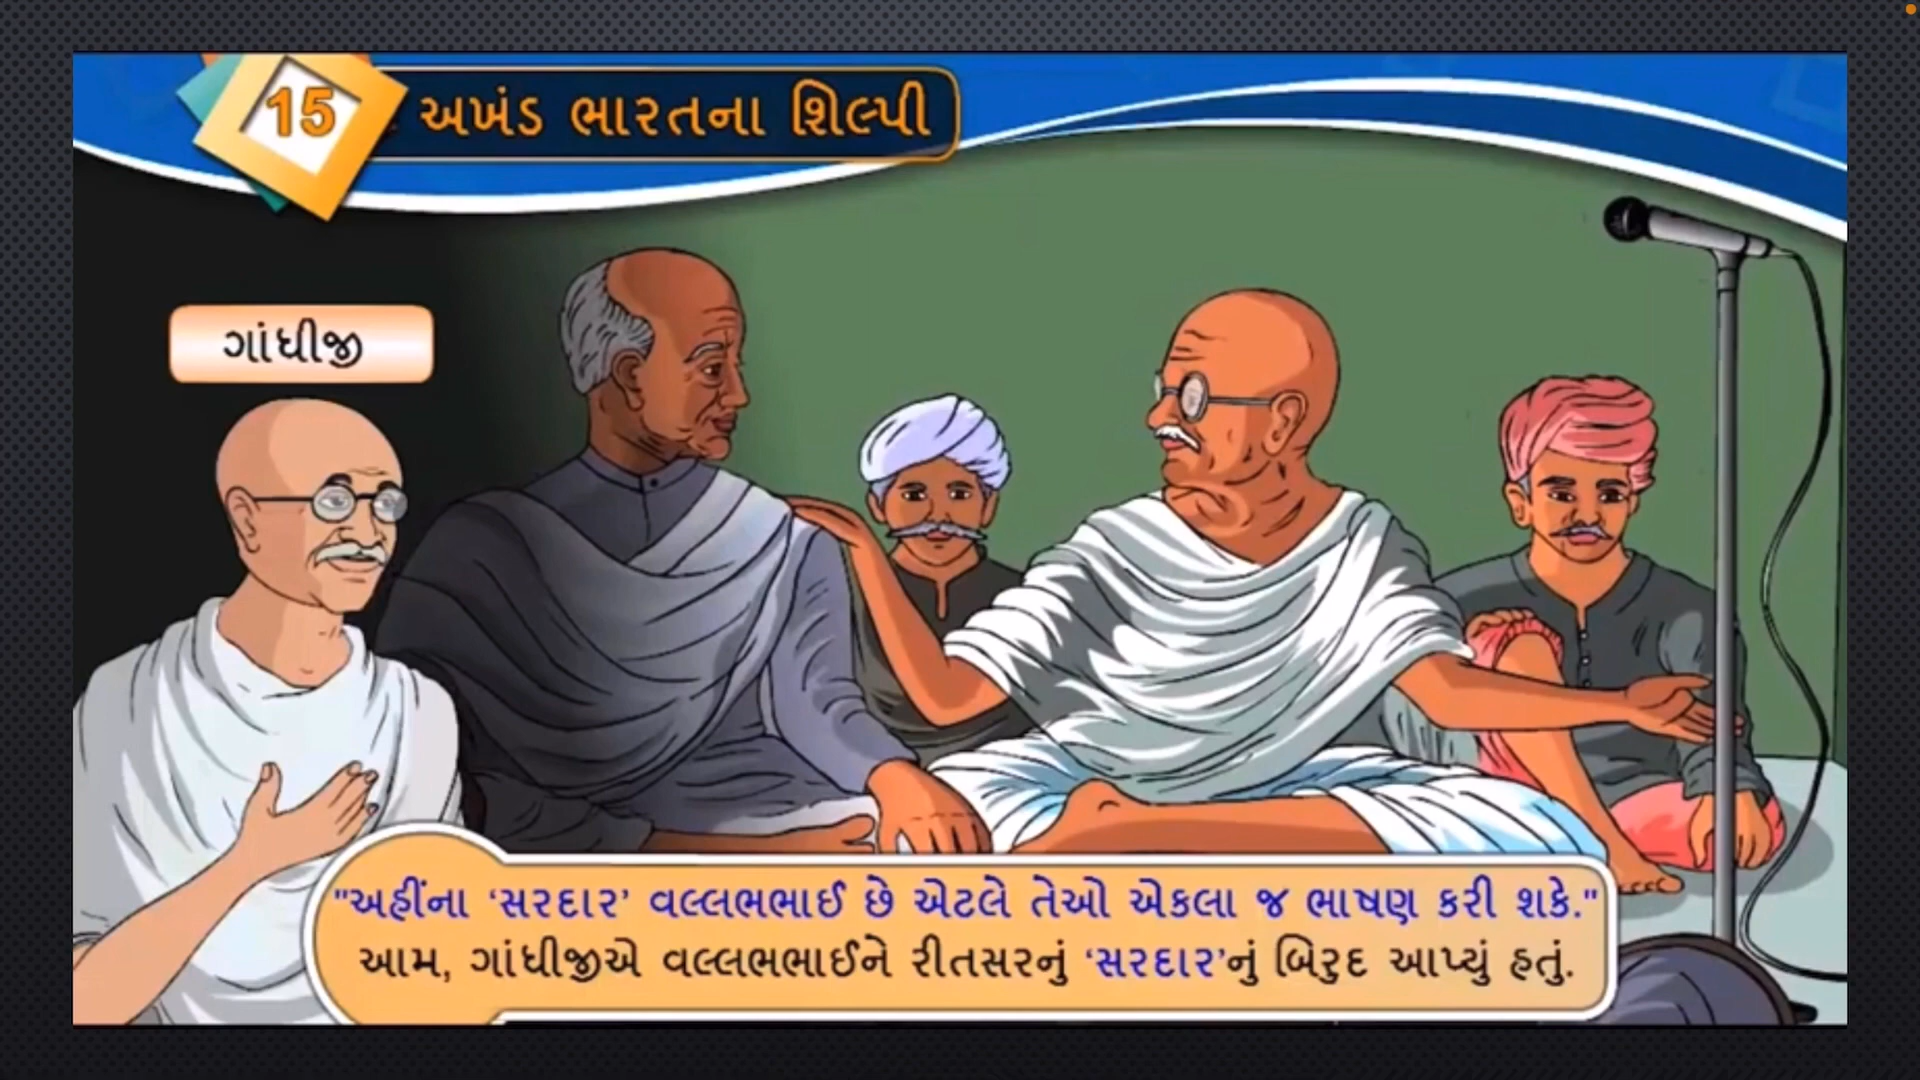 15 અખંડ ભારતના શિલ્પી
ગાંધીજી
"અહીંના ‘સરદાર’ વલ્લભભાઈ છે એટલે તેઓ એકલા જ ભાષણ કરી શકે."
આમ, ગાંધીજીએ વલ્લભભાઈને રીતસરનું ‘સરદાર’નું બિરુદ આપ્યું હતું.